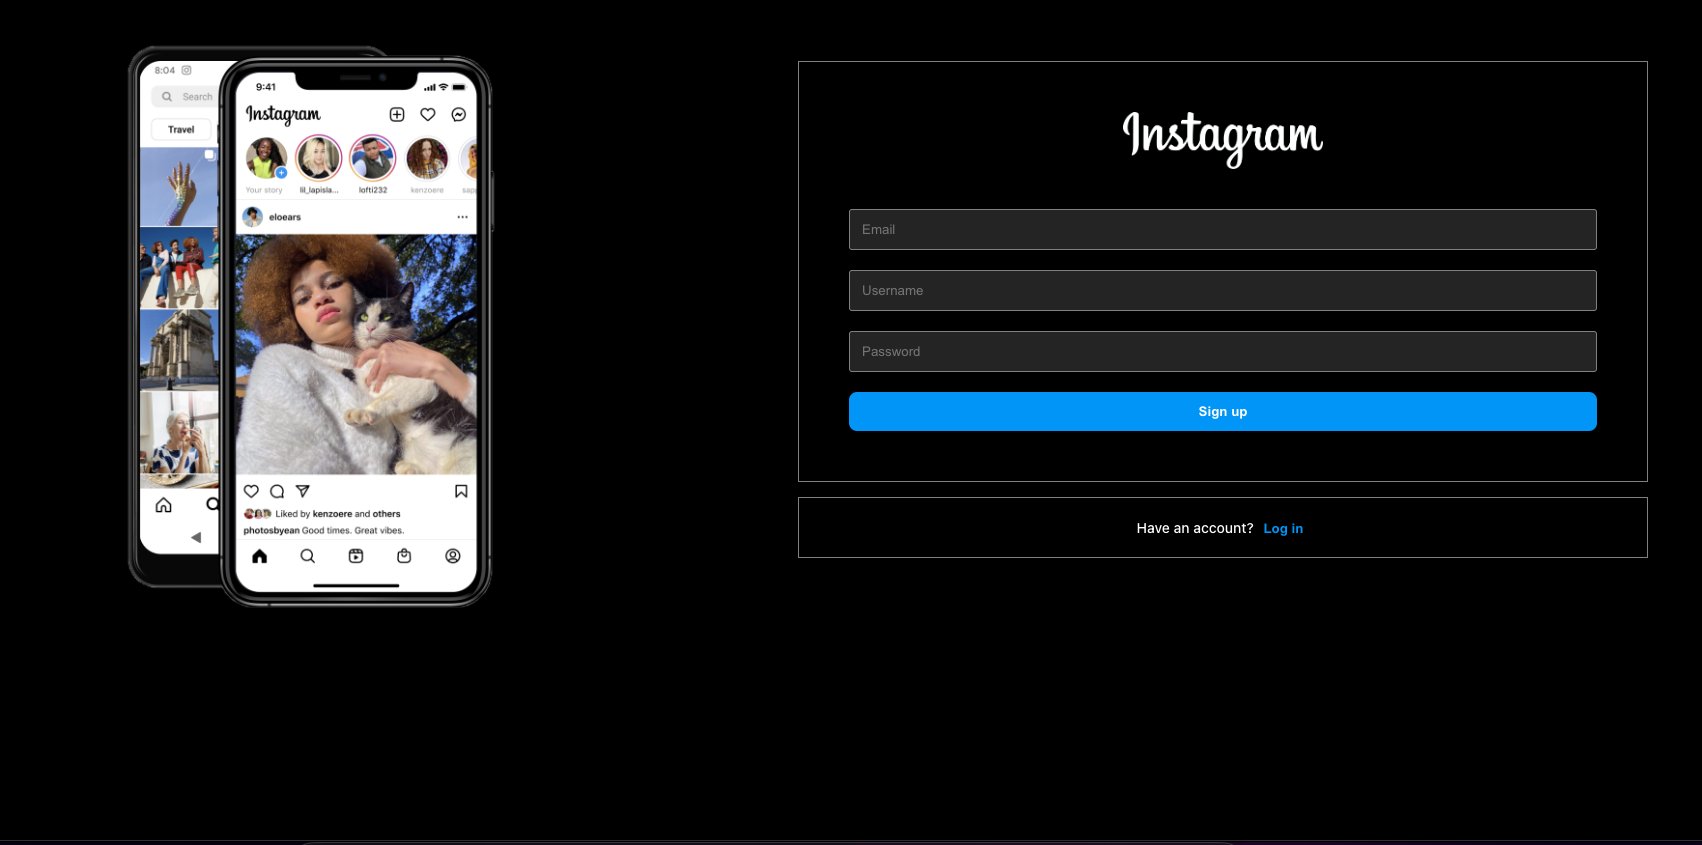 8:04
Search
Travel
9:41
Instagram
Your story
lil_lapisla...
lofti232
kenzoere
sap
eloears
Liked by kenzoere and others
photosbyean Good times. Great vibes.
Instagram
Email
Username
Password
Sign up
Have an account? Log in